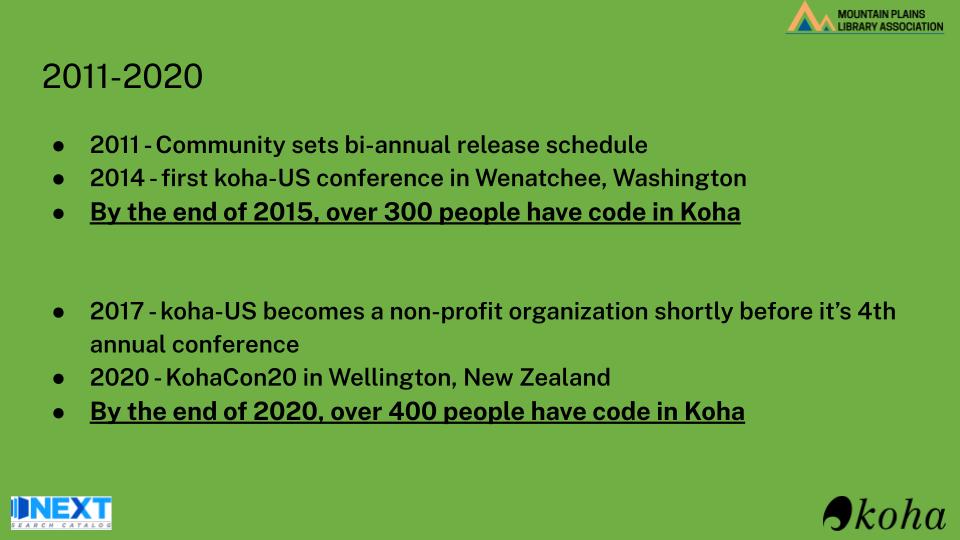 MOUNTAIN PLAINS
LIBRARY ASSOCIATION
2011-2020
● 2011 - Community sets bi-annual release schedule
● 2014 - first koha-US conference in Wenatchee, Washington
● By the end of 2015, over 300 people have code in Koha
● 2017 - koha-US becomes a non-profit organization shortly before it’s 4th
annual conference
● 2020 - KohaCon20 in Wellington, New Zealand
● By the end of 2020, over 400 people have code in Koha
NEXT
SEARCH CATALOG
koha